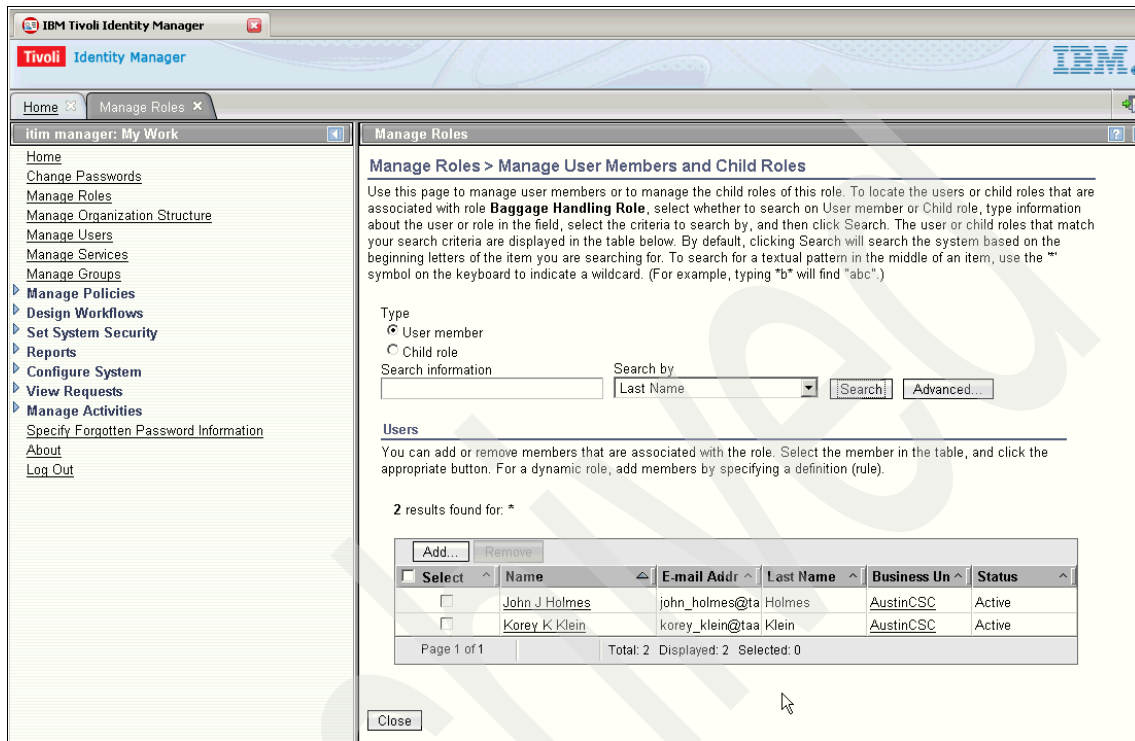 IBM Tivoli Identity Manager
Tivoli Identity Manager
IBM
Home
Manage Roles
itim manager: My Work
Home
Change Passwords
Manage Roles
Manage Organization Structure
Manage Users
Manage Services
Manage Groups
Manage Policies
Design Workflows
Set System Security
Reports
Configure System
View Requests
Manage Activities
Specify Forgotten Password Information
About
Log Out
Manage Roles
Manage Roles > Manage User Members and Child Roles
Use this page to manage user members or to manage the child roles of this role. To locate the users or child roles that are
associated with role Baggage Handling Role, select whether to search on User member or Child role, type information
about the user or role in the field, select the criteria to search by, and then click Search. The user or child roles that match
your search criteria are displayed in the table below. By default, clicking Search will search the system based on the
beginning letters of the item you are searching for. To search for a textual pattern in the middle of an item, use the '*'
symbol on the keyboard to indicate a wildcard. (For example, typing *b* will find "abc".)
Type
User member
Child role
Search information Search by
Last Name Search Advanced...
Users
You can add or remove members that are associated with the role. Select the member in the table, and click the
appropriate button. For a dynamic role, add members by specifying a definition (rule).
2 results found for: *
Add... Remove
Select Name E-mail Addr Last Name Business Un Status
John J Holmes john_holmes@ta Holmes AustinCSC Active
Korey K Klein korey_klein@taa Klein AustinCSC Active
Page 1 of 1 Total: 2 Displayed: 2 Selected: 0
Close